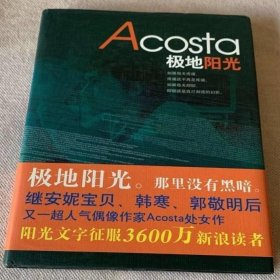 Acosta
极地阳光
极地阳光。那里没有黑暗。
继安妮宝贝、韩寒、郭敬明后
又一超人气偶像作家Acosta处女作
阳光文字征服3600万新浪读者